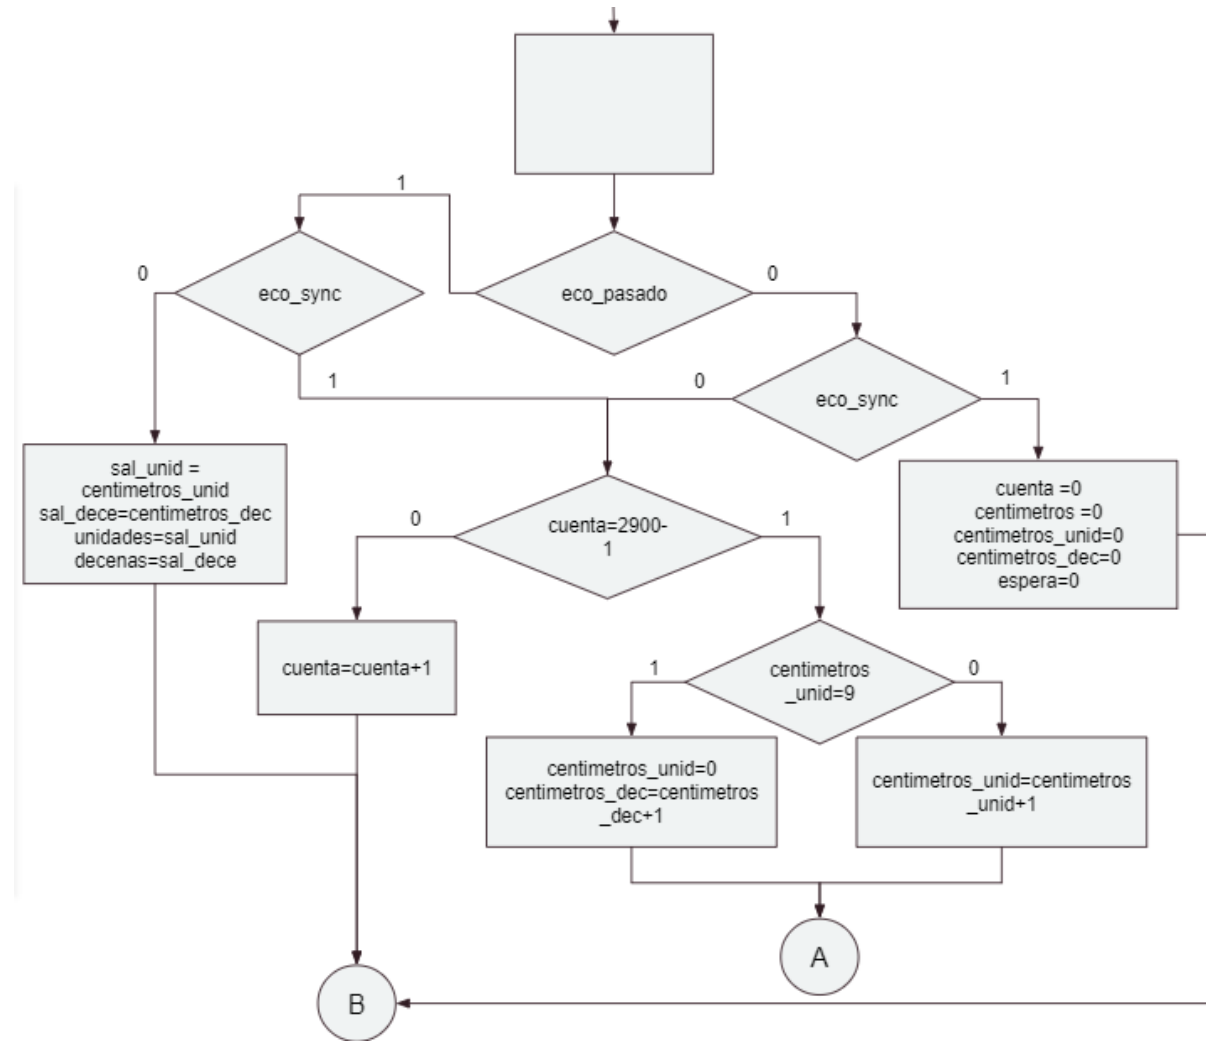 1
0
eco_sync
eco_pasado
0
1
0
eco_sync
1
sal_unid =
centimetros_unid
sal_dece=centimetros_dec
unidades=sal_unid
decenas=sal_dece
0
cuenta=2900-
1
1
cuenta =0
centimetros =0
centimetros_unid=0
centimetros_dec=0
espera=0
cuenta=cuenta+1
1
centimetros
_unid=9
0
centimetros_unid=0
centimetros_dec=centimetros
_dec+1
centimetros_unid=centimetros
_unid+1
A
B